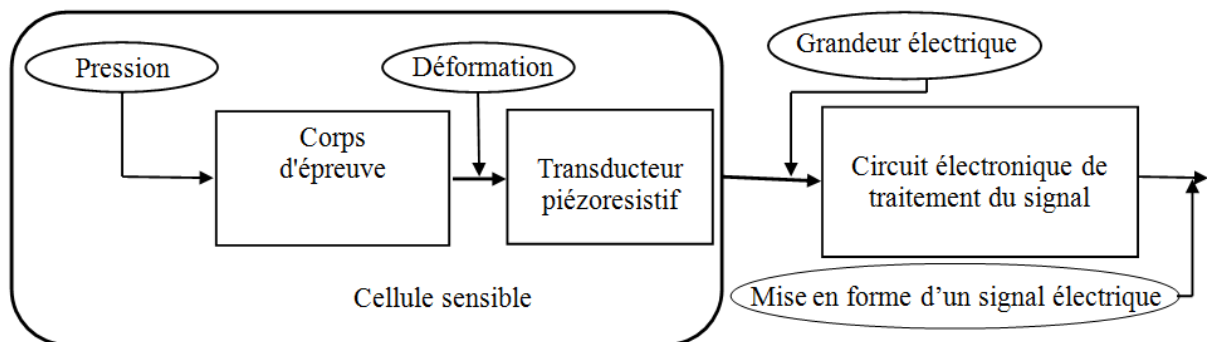 Grandeur électrique
Pression
Déformation
Corps
d'épreuve
Transducteur
piézoresistif
Circuit électronique de
traitement du signal
Cellule sensible
Mise en forme d’un signal électrique